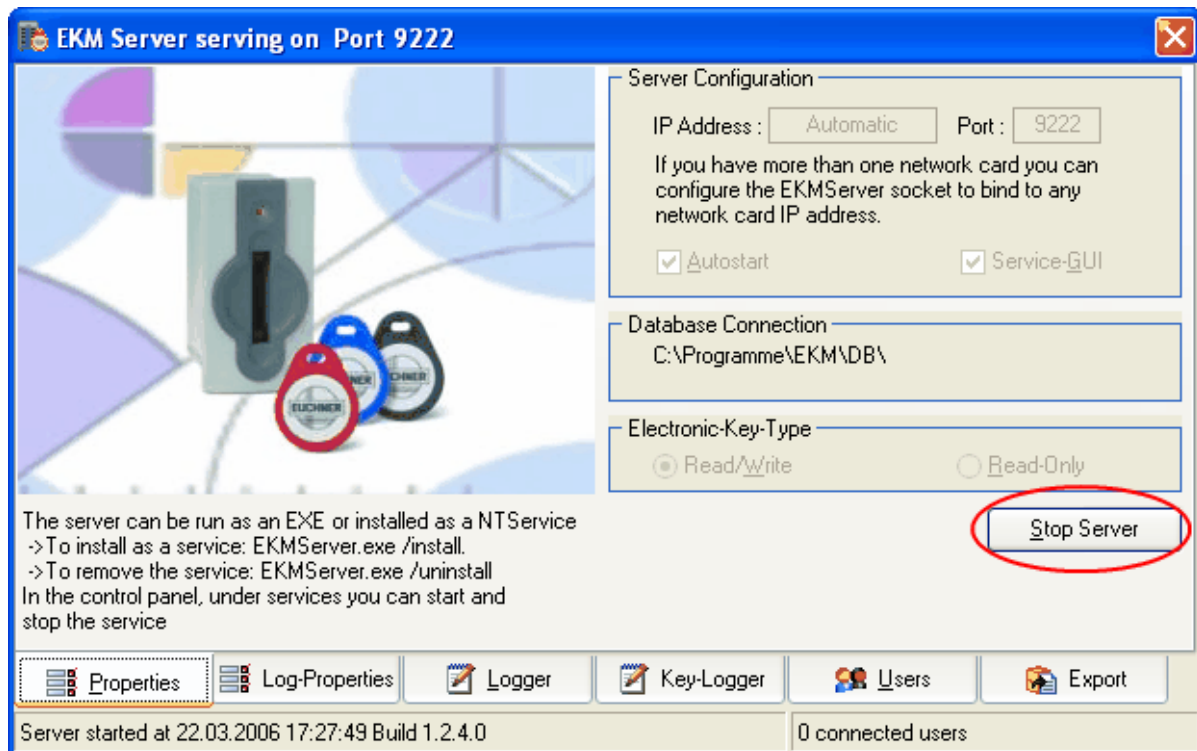 EKM Server serving on Port 9222
Server Configuration
IP Address : Automatic Port : 9222
If you have more than one network card you can
configure the EKMServer socket to bind to any
network card IP address.
Autostart Service-GUI
Database Connection
C:\Programme\EKM\DB\
Electronic-Key-Type
Read/Write Read-Only
EUCHNER
The server can be run as an EXE or installed as a NTService
->To install as a service: EKMServer.exe /install.
->To remove the service: EKMServer.exe /uninstall
In the control panel, under services you can start and
stop the service
Stop Server
Properties Log-Properties Logger Key-Logger Users Export
Server started at 22.03.2006 17:27:49 Build 1.2.4.0 0 connected users